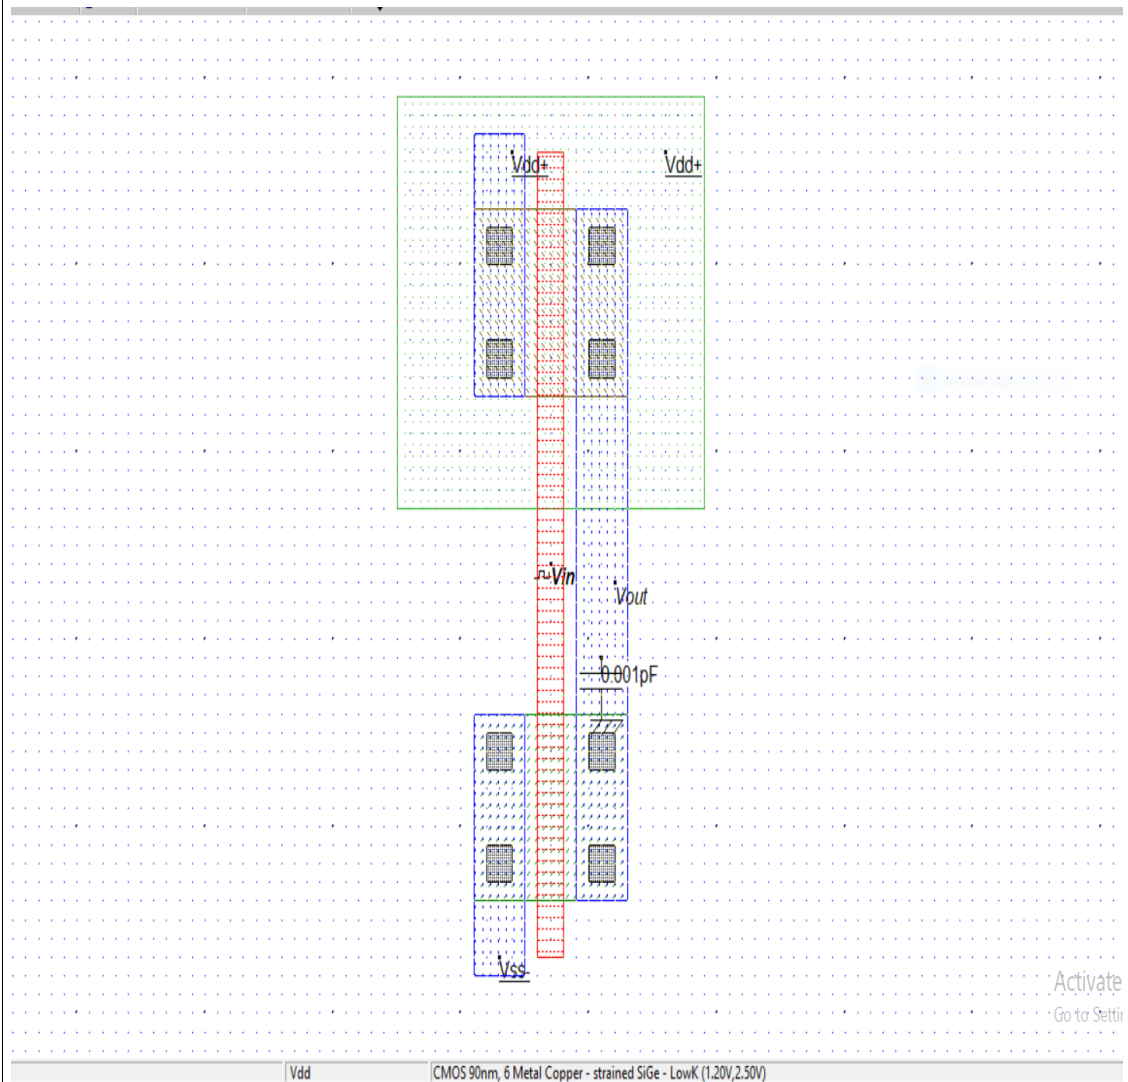 Vdd+
Vdd+
Vin
Vout
0.001pF
Vss-
Activate
Go to Settin
Vdd
CMOS 90nm, 6 Metal Copper - strained SiGe - LowK (1.20V,2.50V)